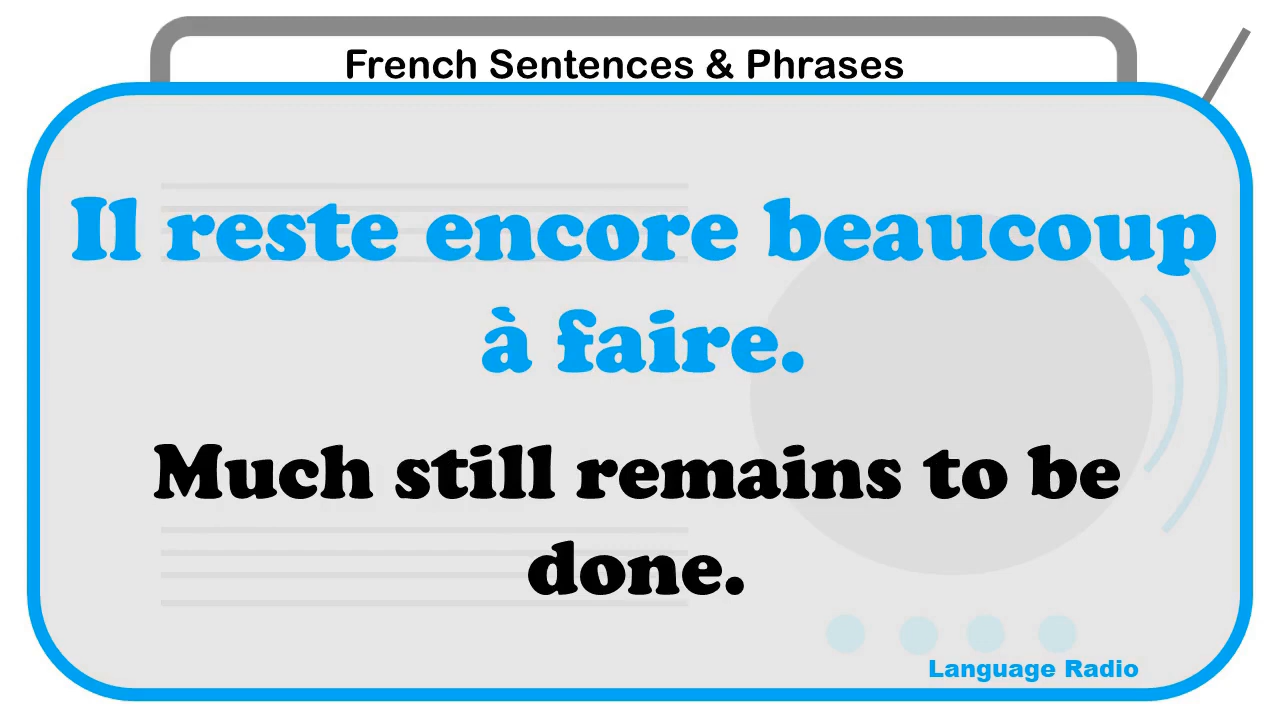 French Sentences & Phrases
Il reste encore beaucoup
à faire.
Much still remains to be
done.
Language Radio